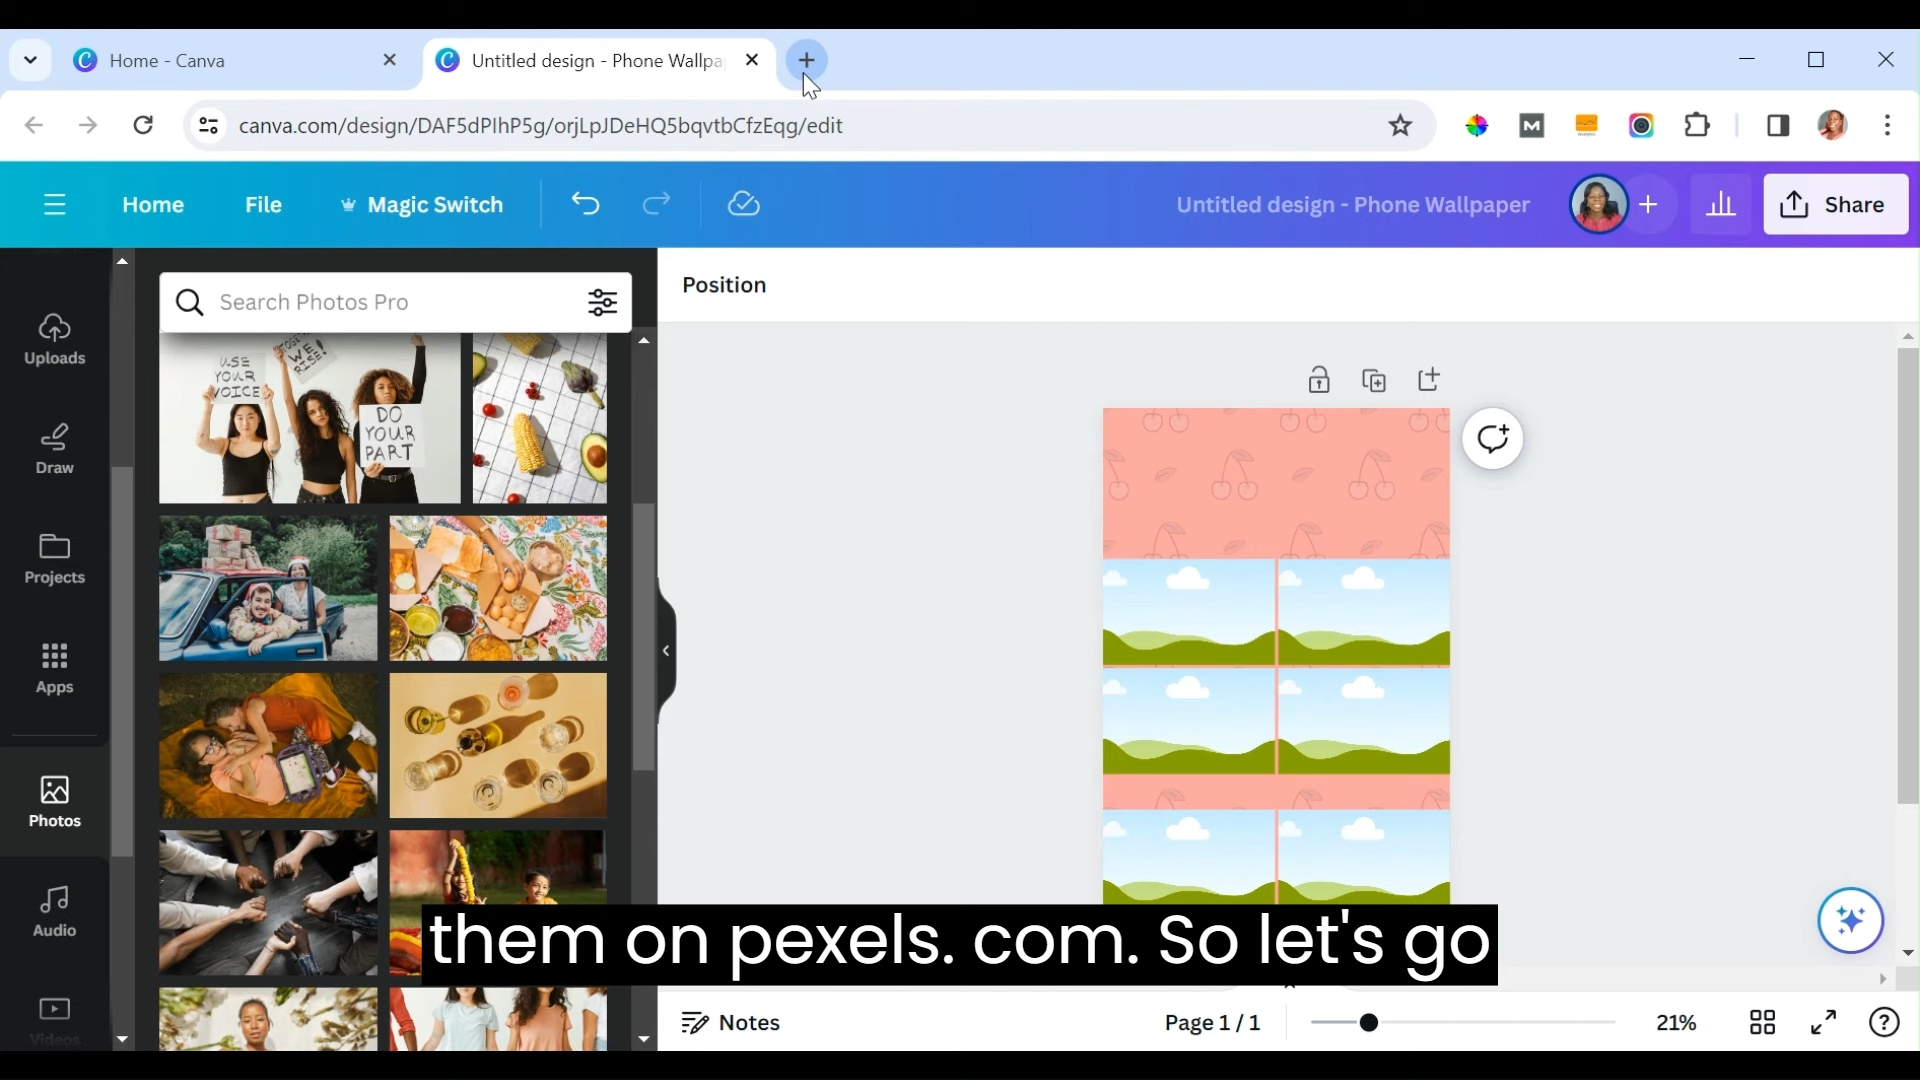 Home - Canva
Untitled design - Phone Wallpa
canva.com/design/DAF5dPIhP5g/orjLpJDeHQ5bqvtbCfzEqg/edit
Home
File
Magic Switch
Untitled design - Phone Wallpaper
Share
Search Photos Pro
Position
Uploads
Draw
Projects
Apps
Photos
Audio
Videos
USE
YOUR
VOICE
WE
RISE!
DO
YOUR
PART
them on pexels. com. So let's go
Notes
Page 1 / 1
21%